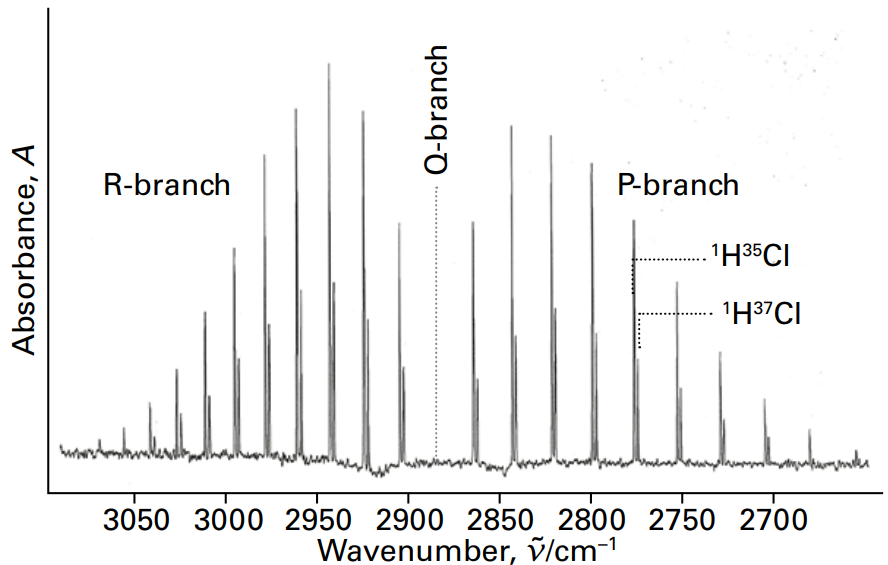 Absorbance, A
R-branch
Q-branch
P-branch
¹H³⁵Cl
¹H³⁷Cl
3050 3000 2950 2900 2850 2800 2750 2700
Wavenumber, ν̃/cm⁻¹